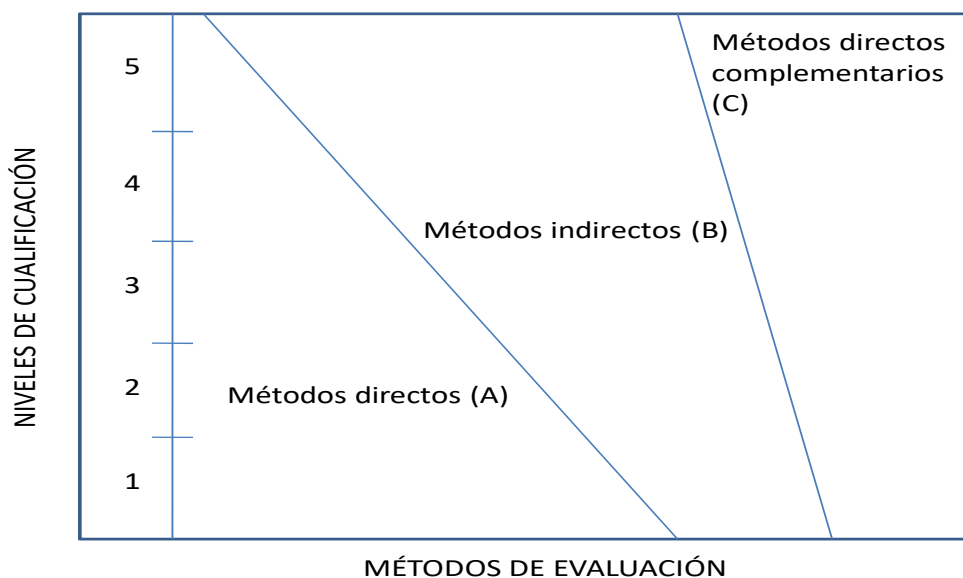 NIVELES DE CUALIFICACIÓN
5
4
3
2
1
Métodos directos
complementarios
(C)
Métodos indirectos (B)
Métodos directos (A)
MÉTODOS DE EVALUACIÓN